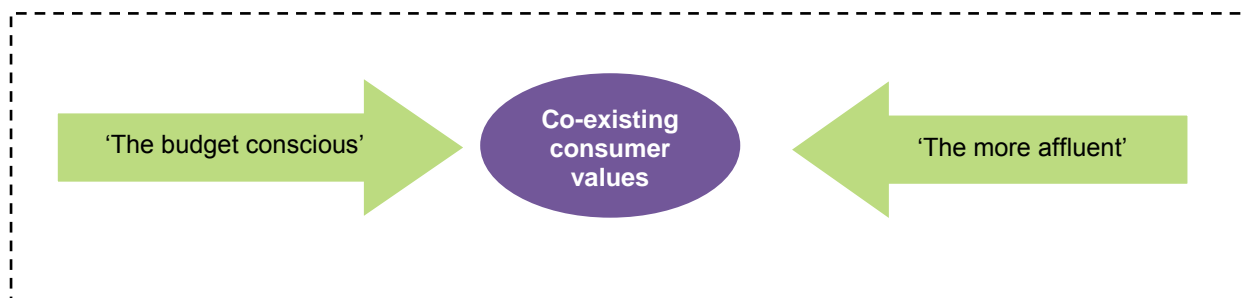 ‘The budget conscious’
Co-existing
consumer
values
‘The more affluent’